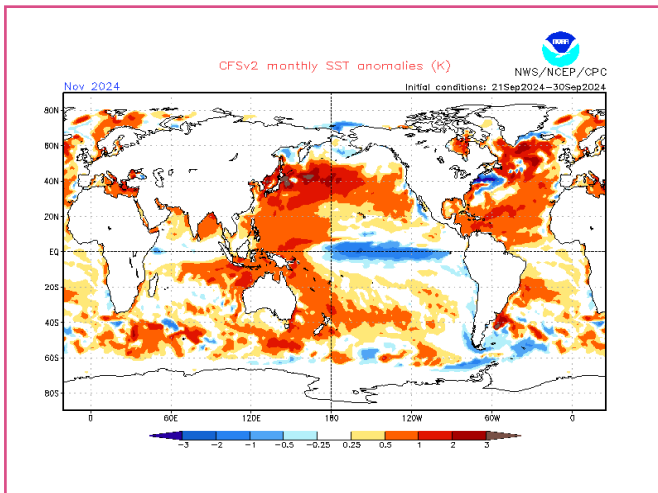 NOAA
CFSv2 monthly SST anomalies (K)
NWS/NCEP/CPC
Nov 2024
Initial conditions: 21Sep2024–30Sep2024
80N
60N
40N
20N
EQ
20S
40S
60S
80S
0 60E 120E 180 120W 60W 0
-3 -2 -1 -0.5 -0.25 0.25 0.5 1 2 3